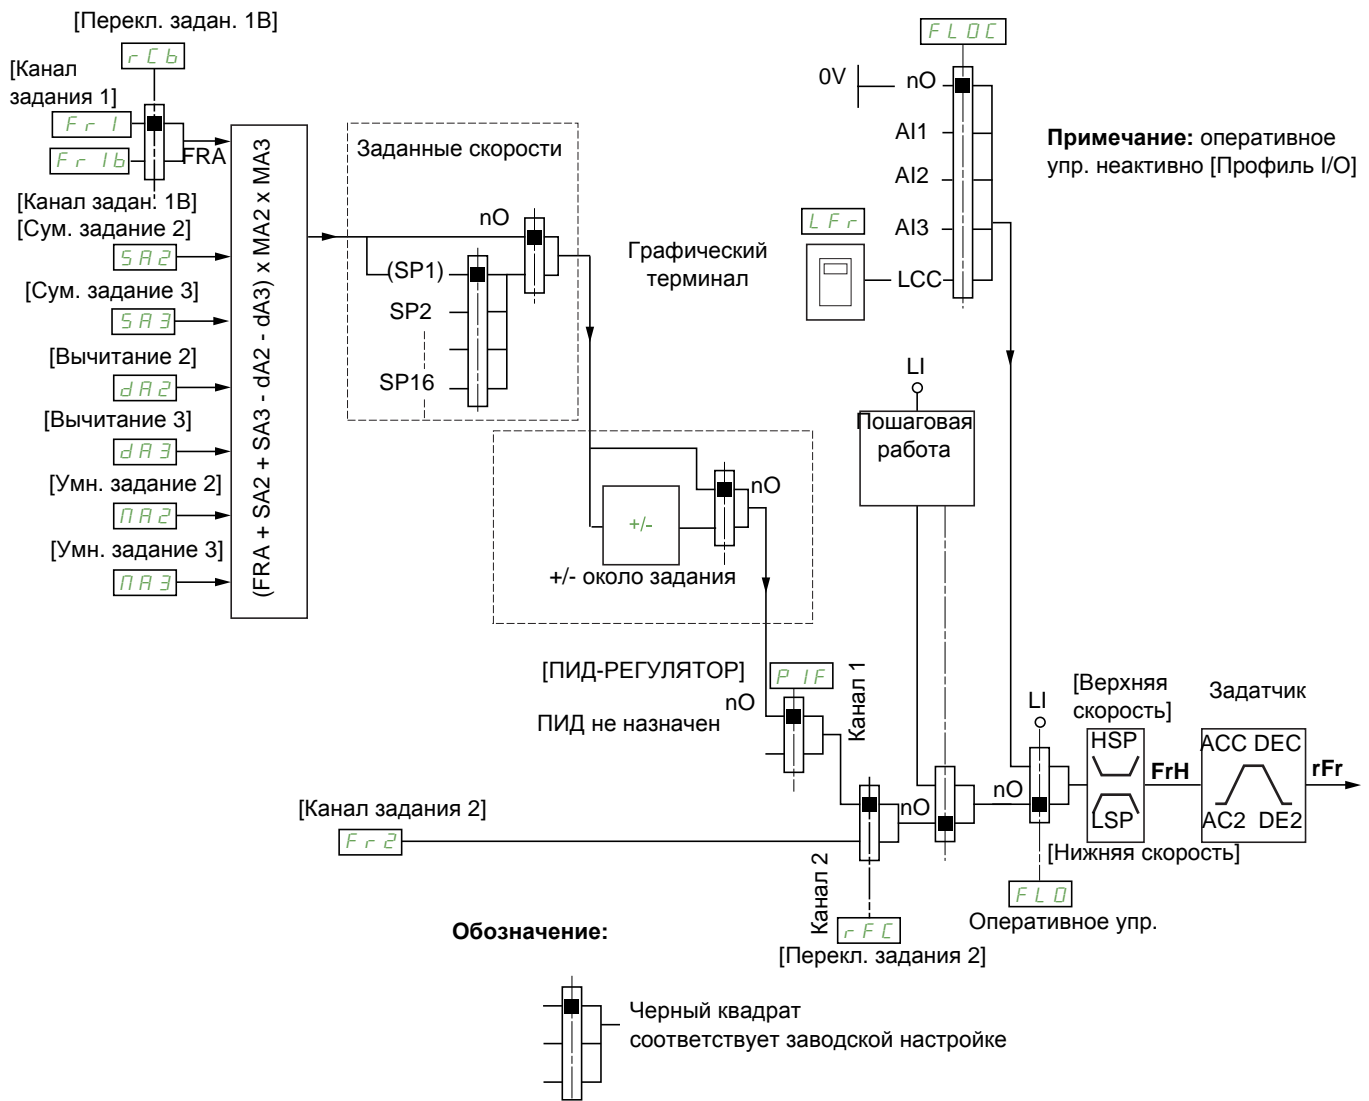 [Перекл. задан. 1B]
rCb
[Канал
задания 1]
Fr1
Fr1b
FRA
[Канал задан. 1B]
[Сум. задание 2]
SA2
[Сум. задание 3]
SA3
[Вычитание 2]
dA2
[Вычитание 3]
dA3
[Умн. задание 2]
MA2
[Умн. задание 3]
MA3
(FRA + SA2 + SA3 - dA2 - dA3) x MA2 x MA3
Заданные скорости
nO
(SP1)
SP2
SP16
+/-
nO
+/- около задания
FLOC
0V
nO
AI1
AI2
AI3
LCC
LFr
Графический
терминал
Примечание: оперативное
упр. неактивно [Профиль I/O]
LI
Пошаговая
работа
[ПИД-РЕГУЛЯТОР]
PIF
nO
ПИД не назначен
Канал 1
[Канал задания 2]
Fr2
Канал 2
rFC
[Перекл. задания 2]
nO
nO
LI
FLO
Оперативное упр.
[Верхняя
скорость]
HSP
LSP
[Нижняя скорость]
FrH
Задатчик
ACC DEC
AC2 DE2
rFr
Обозначение:
Черный квадрат
соответствует заводской настройке